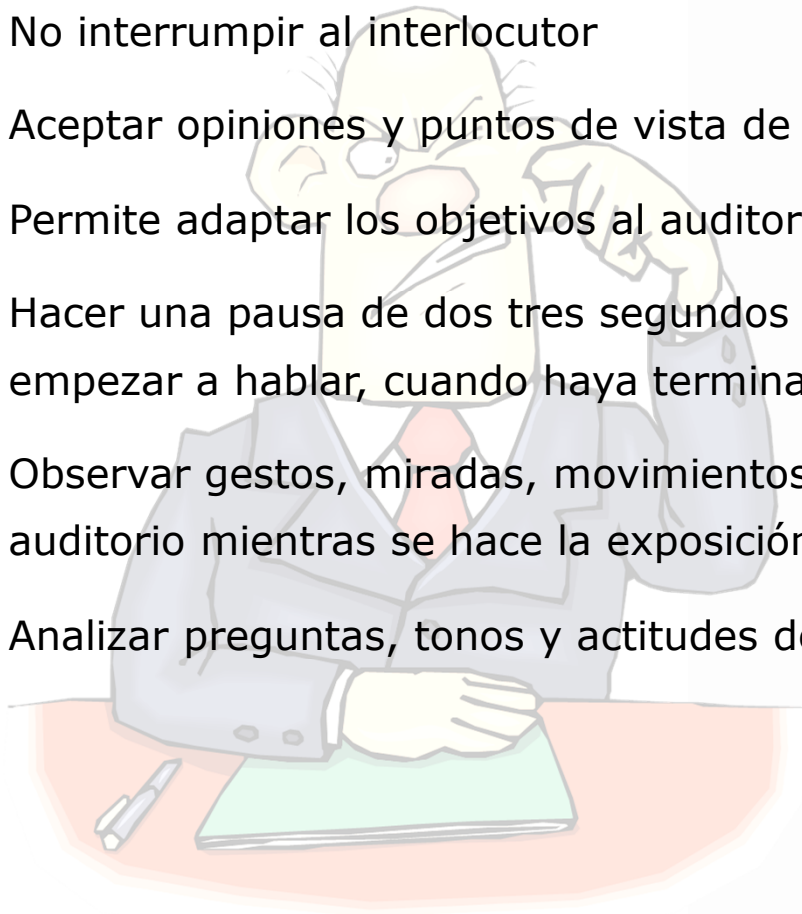 No interrumpir al interlocutor
Aceptar opiniones y puntos de vista de
Permite adaptar los objetivos al auditor
Hacer una pausa de dos tres segundos
empezar a hablar, cuando haya termina
Observar gestos, miradas, movimientos
auditorio mientras se hace la exposición
Analizar preguntas, tonos y actitudes de